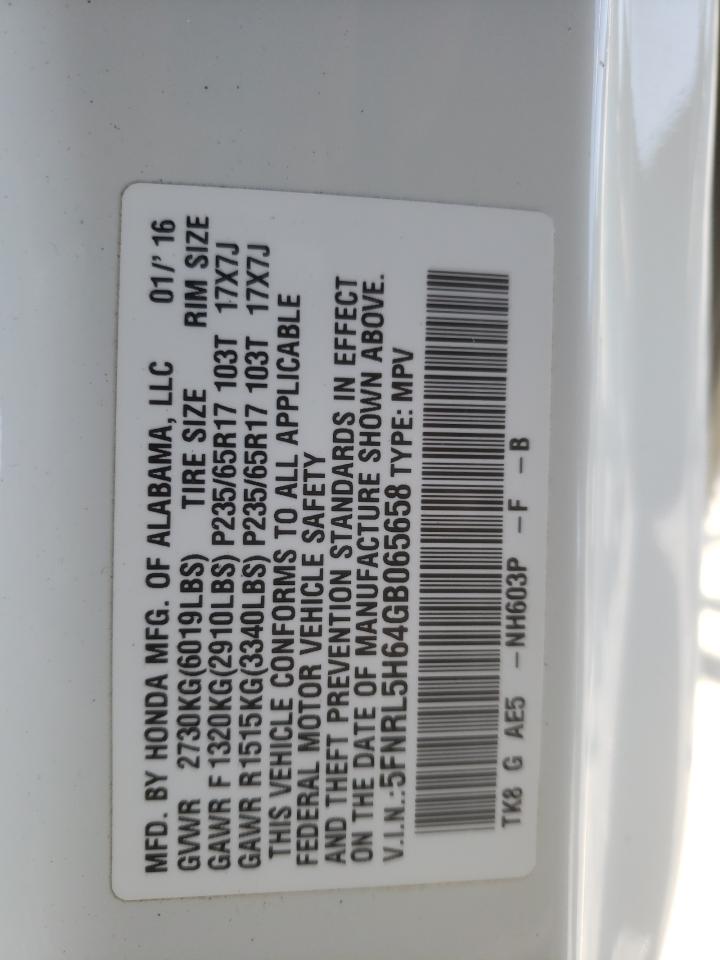 MFD. BY HONDA MFG. OF ALABAMA, LLC 01/' 16
GVWR 2730KG(6019LBS) TIRE SIZE RIM SIZE
GAWR F 1320KG(2910LBS) P235/65R17 103T 17X7J
GAWR R1515KG(3340LBS) P235/65R17 103T 17X7J
THIS VEHICLE CONFORMS TO ALL APPLICABLE
FEDERAL MOTOR VEHICLE SAFETY
AND THEFT PREVENTION STANDARDS IN EFFECT
ON THE DATE OF MANUFACTURE SHOWN ABOVE.
V.I.N.:5FNRL5H64GB065658 TYPE: MPV
TK8 G AE5 -NH603P -F -B